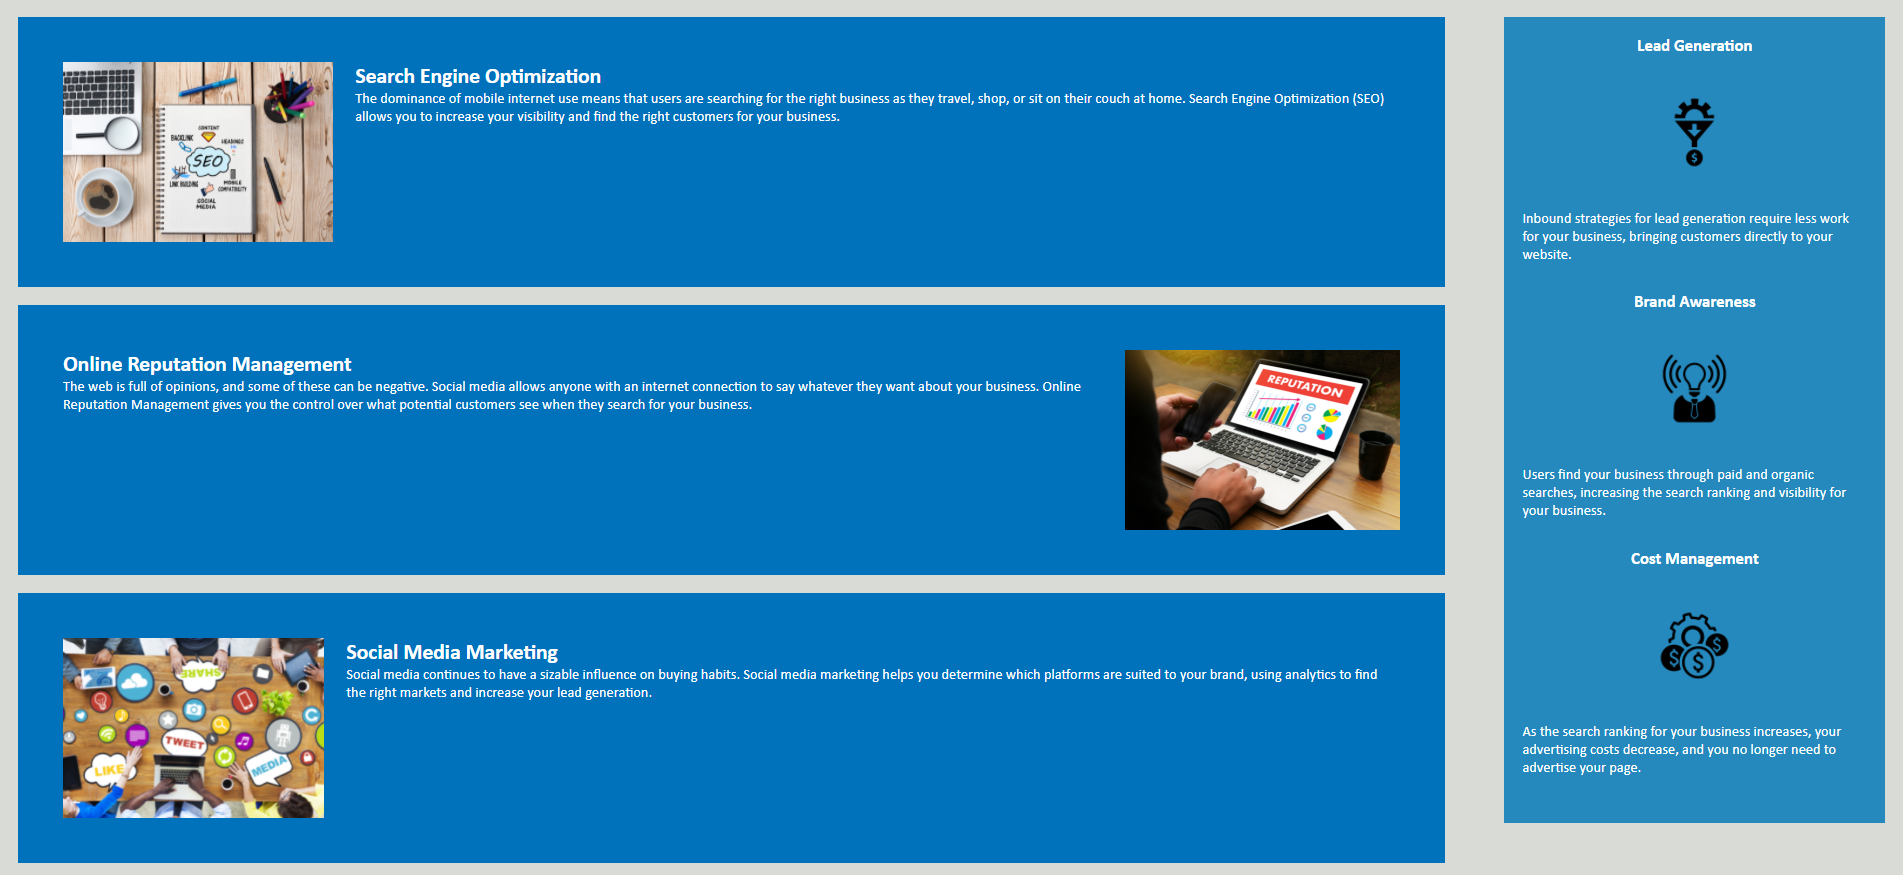 Search Engine Optimization
The dominance of mobile internet use means that users are searching for the right business as they travel, shop, or sit on their couch at home. Search Engine Optimization (SEO)
allows you to increase your visibility and find the right customers for your business.
CONTENT
BACKLINK
HEADINGS
SEO
LINK BUILDING
MOBILE
COMPATIBILITY
SOCIAL
MEDIA
Online Reputation Management
The web is full of opinions, and some of these can be negative. Social media allows anyone with an internet connection to say whatever they want about your business. Online
Reputation Management gives you the control over what potential customers see when they search for your business.
REPUTATION
Social Media Marketing
Social media continues to have a sizable influence on buying habits. Social media marketing helps you determine which platforms are suited to your brand, using analytics to find
the right markets and increase your lead generation.
SHARE
TWEET
LIKE
MEDIA
Lead Generation
$
Inbound strategies for lead generation require less work
for your business, bringing customers directly to your
website.
Brand Awareness
Users find your business through paid and organic
searches, increasing the search ranking and visibility for
your business.
Cost Management
$ $ $
As the search ranking for your business increases, your
advertising costs decrease, and you no longer need to
advertise your page.